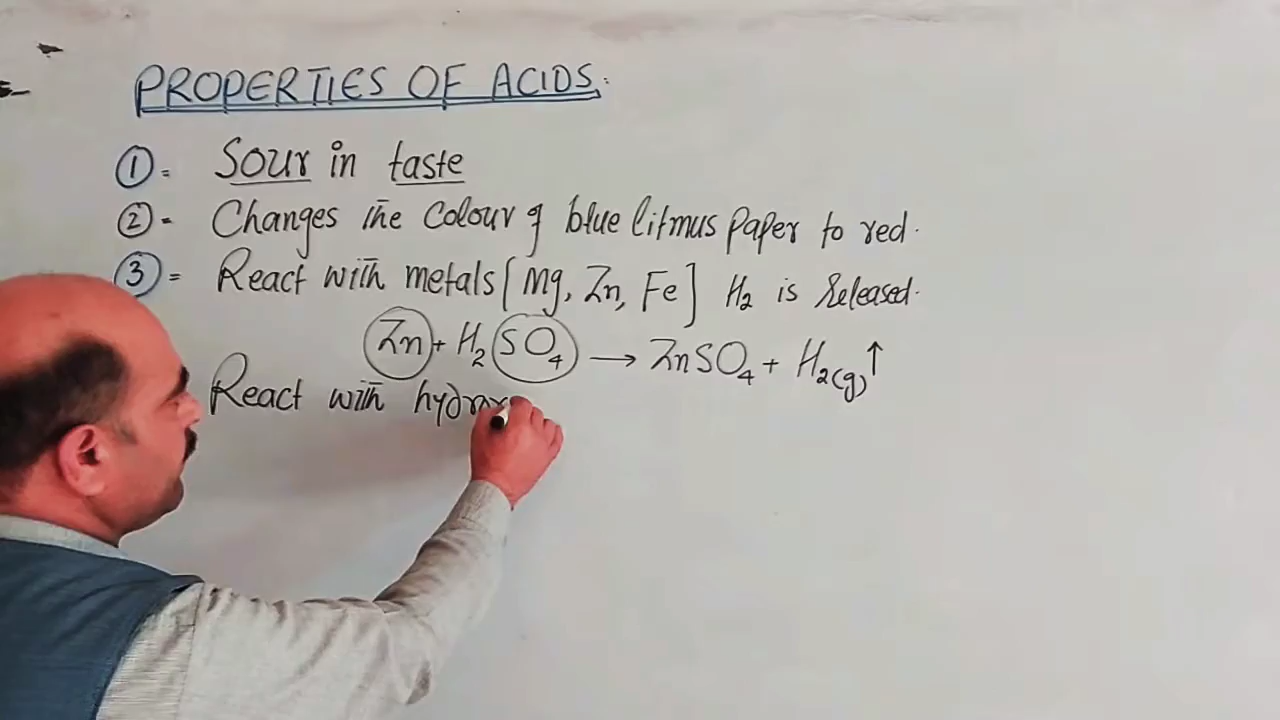 PROPERTIES OF ACIDS.
① = Sour in taste
② = Changes the Colour of blue litmus paper to red.
③ = React with metals [Mg, Zn, Fe] H₂ is released.
Zn + H₂SO₄ → ZnSO₄ + H₂(g)↑
React with